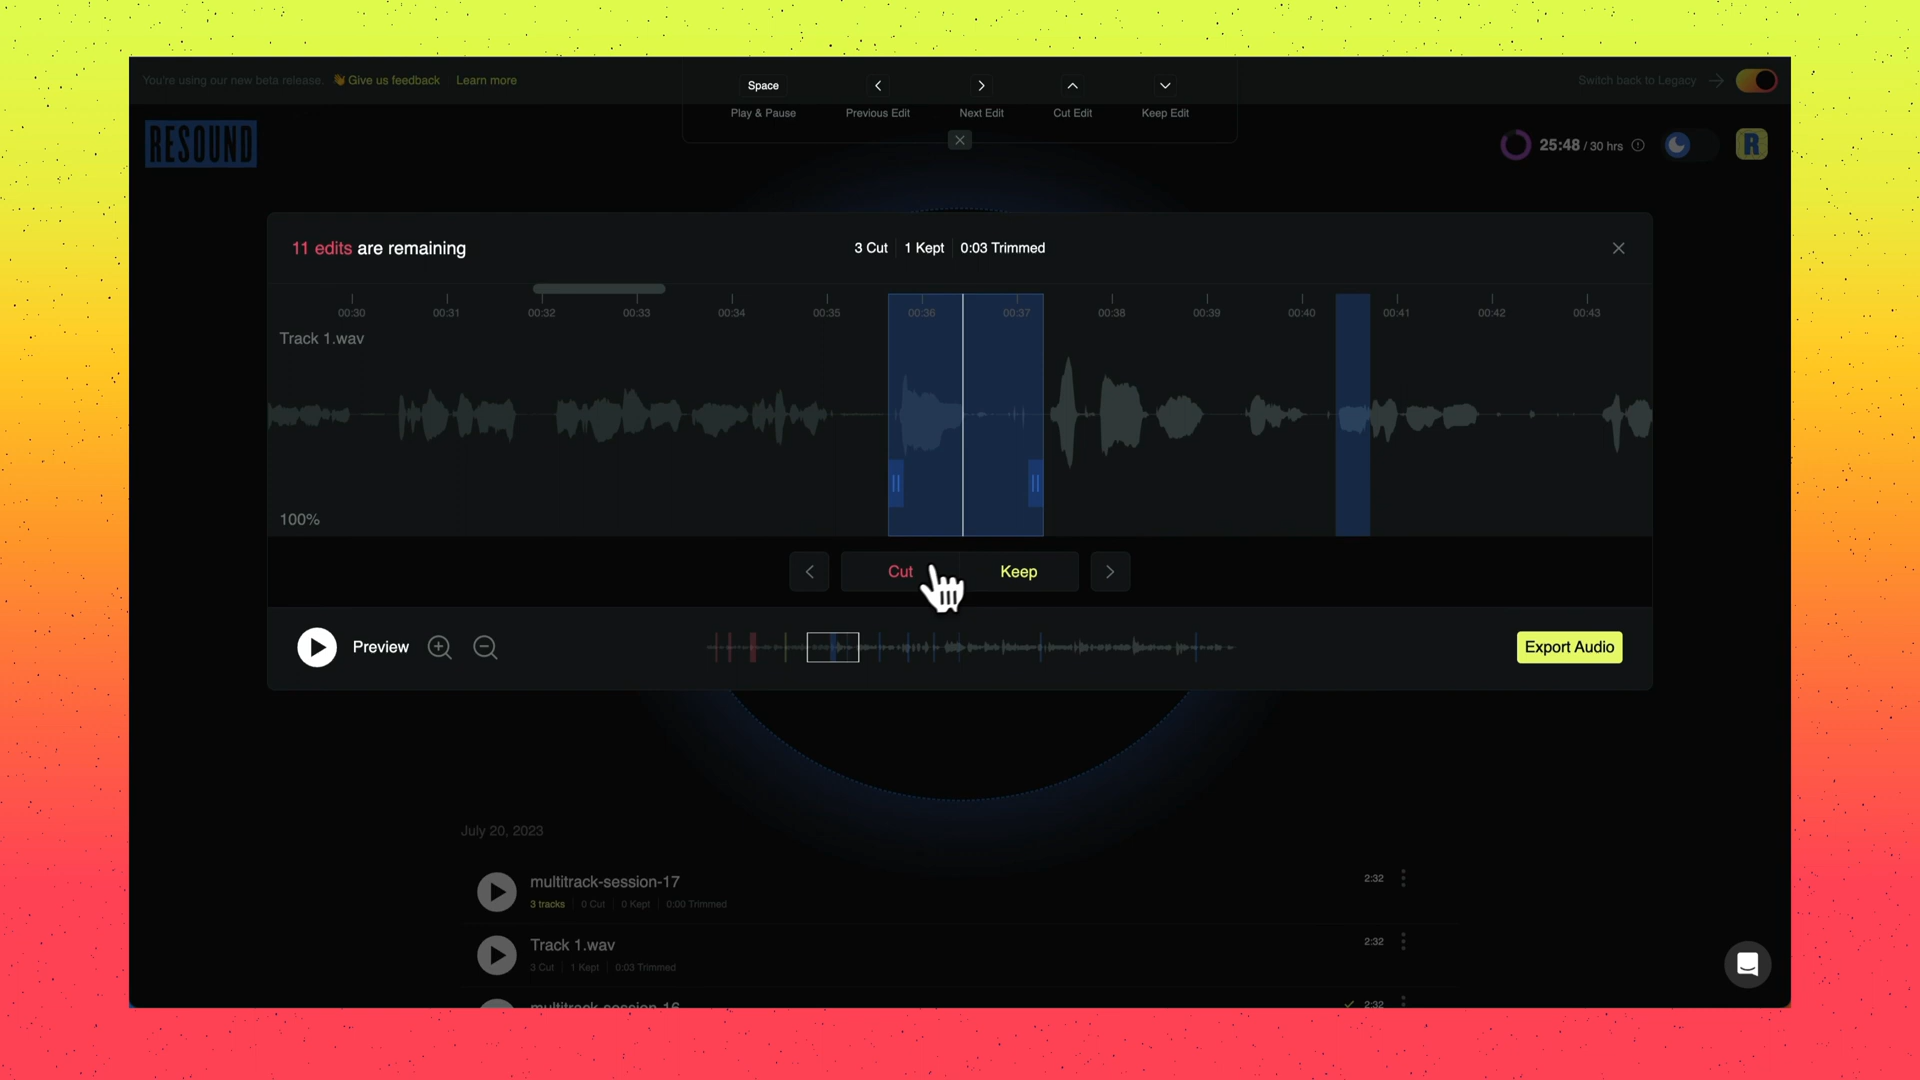 You're using our new beta release. 👋 Give us feedback Learn more
Space
Play & Pause Previous Edit Next Edit Cut Edit Keep Edit
Switch back to Legacy
RESOUND
25:48 / 30 hrs
R
11 edits are remaining
3 Cut 1 Kept 0:03 Trimmed
00:30 00:31 00:32 00:33 00:34 00:35 00:36 00:37 00:38 00:39 00:40 00:41 00:42 00:43
Track 1.wav
100%
Cut Keep
Preview
Export Audio
July 20, 2023
multitrack-session-17
3 tracks 0 Cut 0 Kept 0:00 Trimmed
2:32
Track 1.wav
3 Cut 1 Kept 0:03 Trimmed
2:32
multitrack-session-16
2:32